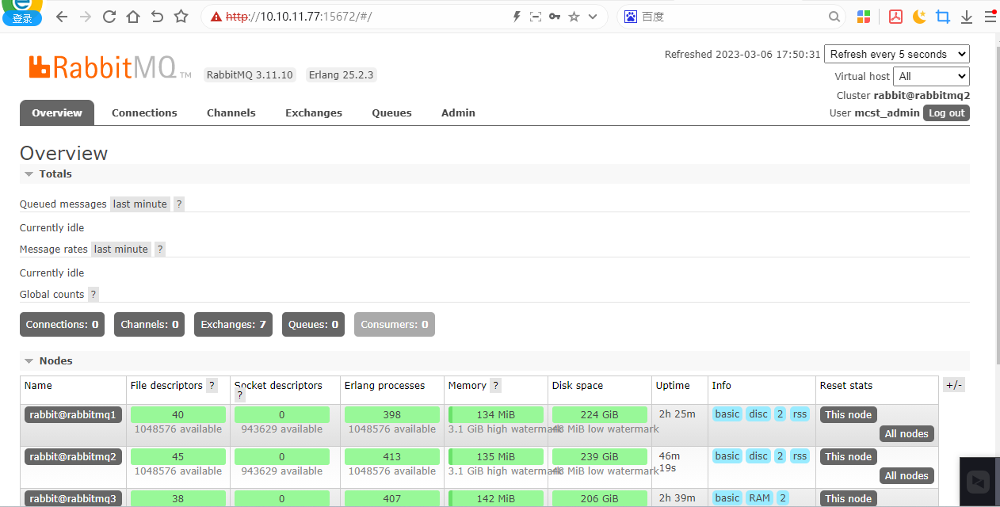 登录
http://10.10.11.77:15672/#/
百度
RabbitMQ TM
RabbitMQ 3.11.10
Erlang 25.2.3
Refreshed 2023-03-06 17:50:31 Refresh every 5 seconds
Virtual host All
Cluster rabbit@rabbitmq2
User mcst_admin Log out
Overview Connections Channels Exchanges Queues Admin
Overview
Totals
Queued messages last minute ?
Currently idle
Message rates last minute ?
Currently idle
Global counts ?
Connections: 0 Channels: 0 Exchanges: 7 Queues: 0 Consumers: 0
Nodes
Name File descriptors ? Socket descriptors ? Erlang processes Memory ? Disk space Uptime Info Reset stats +/-
rabbit@rabbitmq1 40 0 398 134 MiB 224 GiB 2h 25m basic disc 2 rss This node
1048576 available 943629 available 1048576 available 3.1 GiB high watermark 48 MiB low watermark All nodes
rabbit@rabbitmq2 45 0 413 135 MiB 239 GiB 46m 19s basic disc 2 rss This node
1048576 available 943629 available 1048576 available 3.1 GiB high watermark 48 MiB low watermark All nodes
rabbit@rabbitmq3 38 0 407 142 MiB 206 GiB 2h 39m basic RAM 2 This node